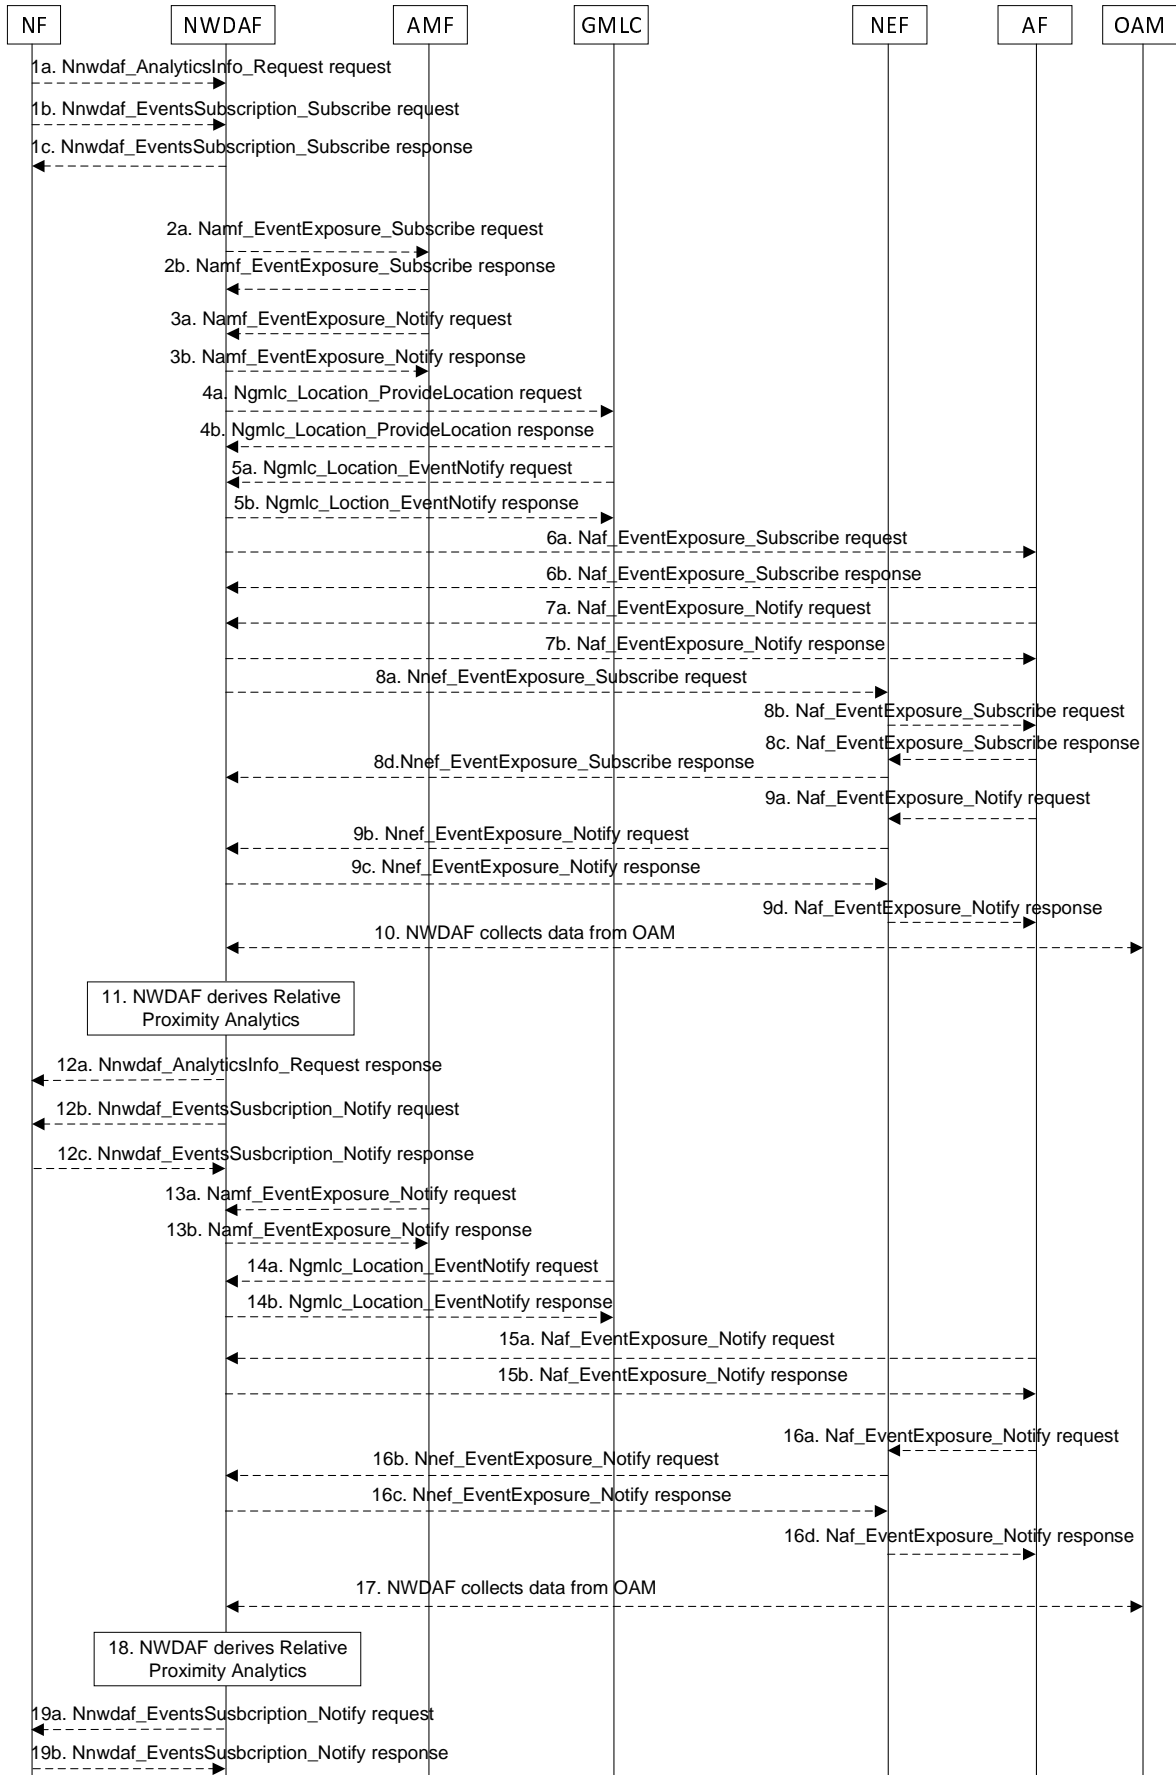 NF
NWDAF
AMF
GMLC
NEF
AF
OAM
1a. Nnwdaf_AnalyticsInfo_Request request
1b. Nnwdaf_EventsSubscription_Subscribe request
1c. Nnwdaf_EventsSubscription_Subscribe response
2a. Namf_EventExposure_Subscribe request
2b. Namf_EventExposure_Subscribe response
3a. Namf_EventExposure_Notify request
3b. Namf_EventExposure_Notify response
4a. Ngmlc_Location_ProvideLocation request
4b. Ngmlc_Location_ProvideLocation response
5a. Ngmlc_Location_EventNotify request
5b. Ngmlc_Loction_EventNotify response
6a. Naf_EventExposure_Subscribe request
6b. Naf_EventExposure_Subscribe response
7a. Naf_EventExposure_Notify request
7b. Naf_EventExposure_Notify response
8a. Nnef_EventExposure_Subscribe request
8b. Naf_EventExposure_Subscribe request
8c. Naf_EventExposure_Subscribe response
8d.Nnef_EventExposure_Subscribe response
9a. Naf_EventExposure_Notify request
9b. Nnef_EventExposure_Notify request
9c. Nnef_EventExposure_Notify response
9d. Naf_EventExposure_Notify response
10. NWDAF collects data from OAM
11. NWDAF derives Relative
Proximity Analytics
12a. Nnwdaf_AnalyticsInfo_Request response
12b. Nnwdaf_EventsSusbcription_Notify request
12c. Nnwdaf_EventsSusbcription_Notify response
13a. Namf_EventExposure_Notify request
13b. Namf_EventExposure_Notify response
14a. Ngmlc_Location_EventNotify request
14b. Ngmlc_Location_EventNotify response
15a. Naf_EventExposure_Notify request
15b. Naf_EventExposure_Notify response
16a. Naf_EventExposure_Notify request
16b. Nnef_EventExposure_Notify request
16c. Nnef_EventExposure_Notify response
16d. Naf_EventExposure_Notify response
17. NWDAF collects data from OAM
18. NWDAF derives Relative
Proximity Analytics
19a. Nnwdaf_EventsSusbcription_Notify request
19b. Nnwdaf_EventsSusbcription_Notify response